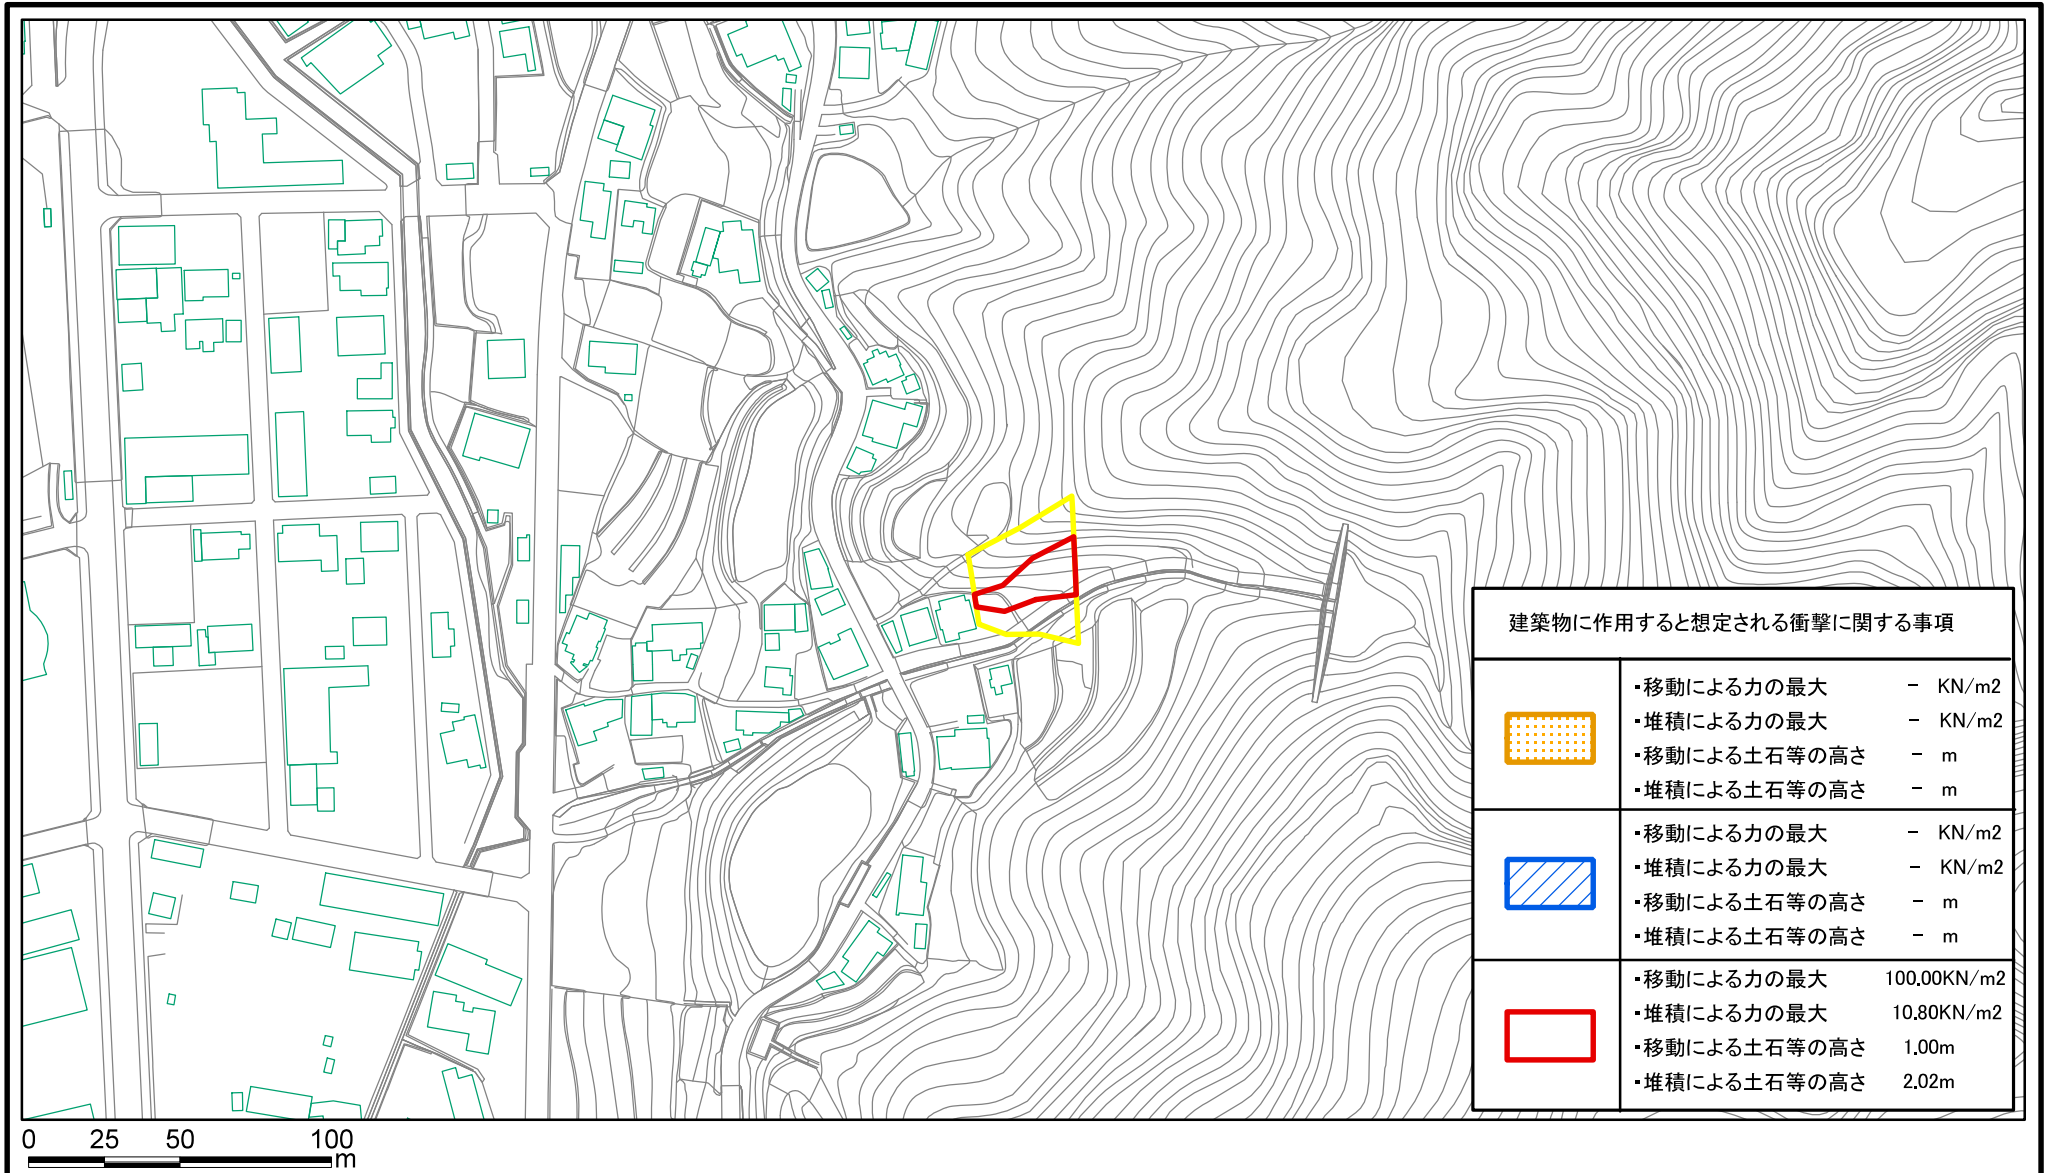 建築物に作用すると想定される衝撃に関する事項
･移動による力の最大 － KN/m2
･堆積による力の最大 － KN/m2
･移動による土石等の高さ － m
･堆積による土石等の高さ － m
･移動による力の最大 － KN/m2
･堆積による力の最大 － KN/m2
･移動による土石等の高さ － m
･堆積による土石等の高さ － m
･移動による力の最大 100.00KN/m2
･堆積による力の最大 10.80KN/m2
･移動による土石等の高さ 1.00m
･堆積による土石等の高さ 2.02m
0 25 50 100
m